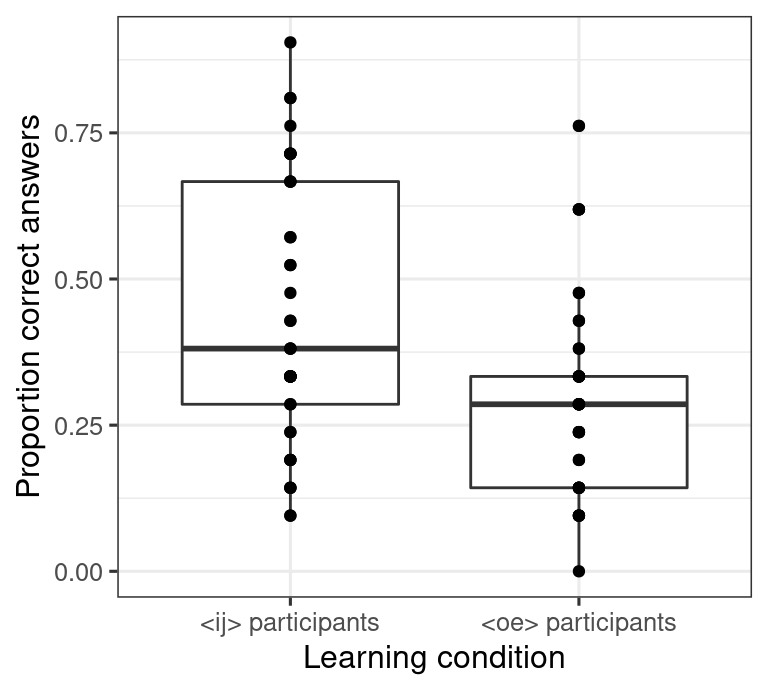 Proportion correct answers
0.75
0.50
0.25
0.00
<ij> participants
<oe> participants
Learning condition